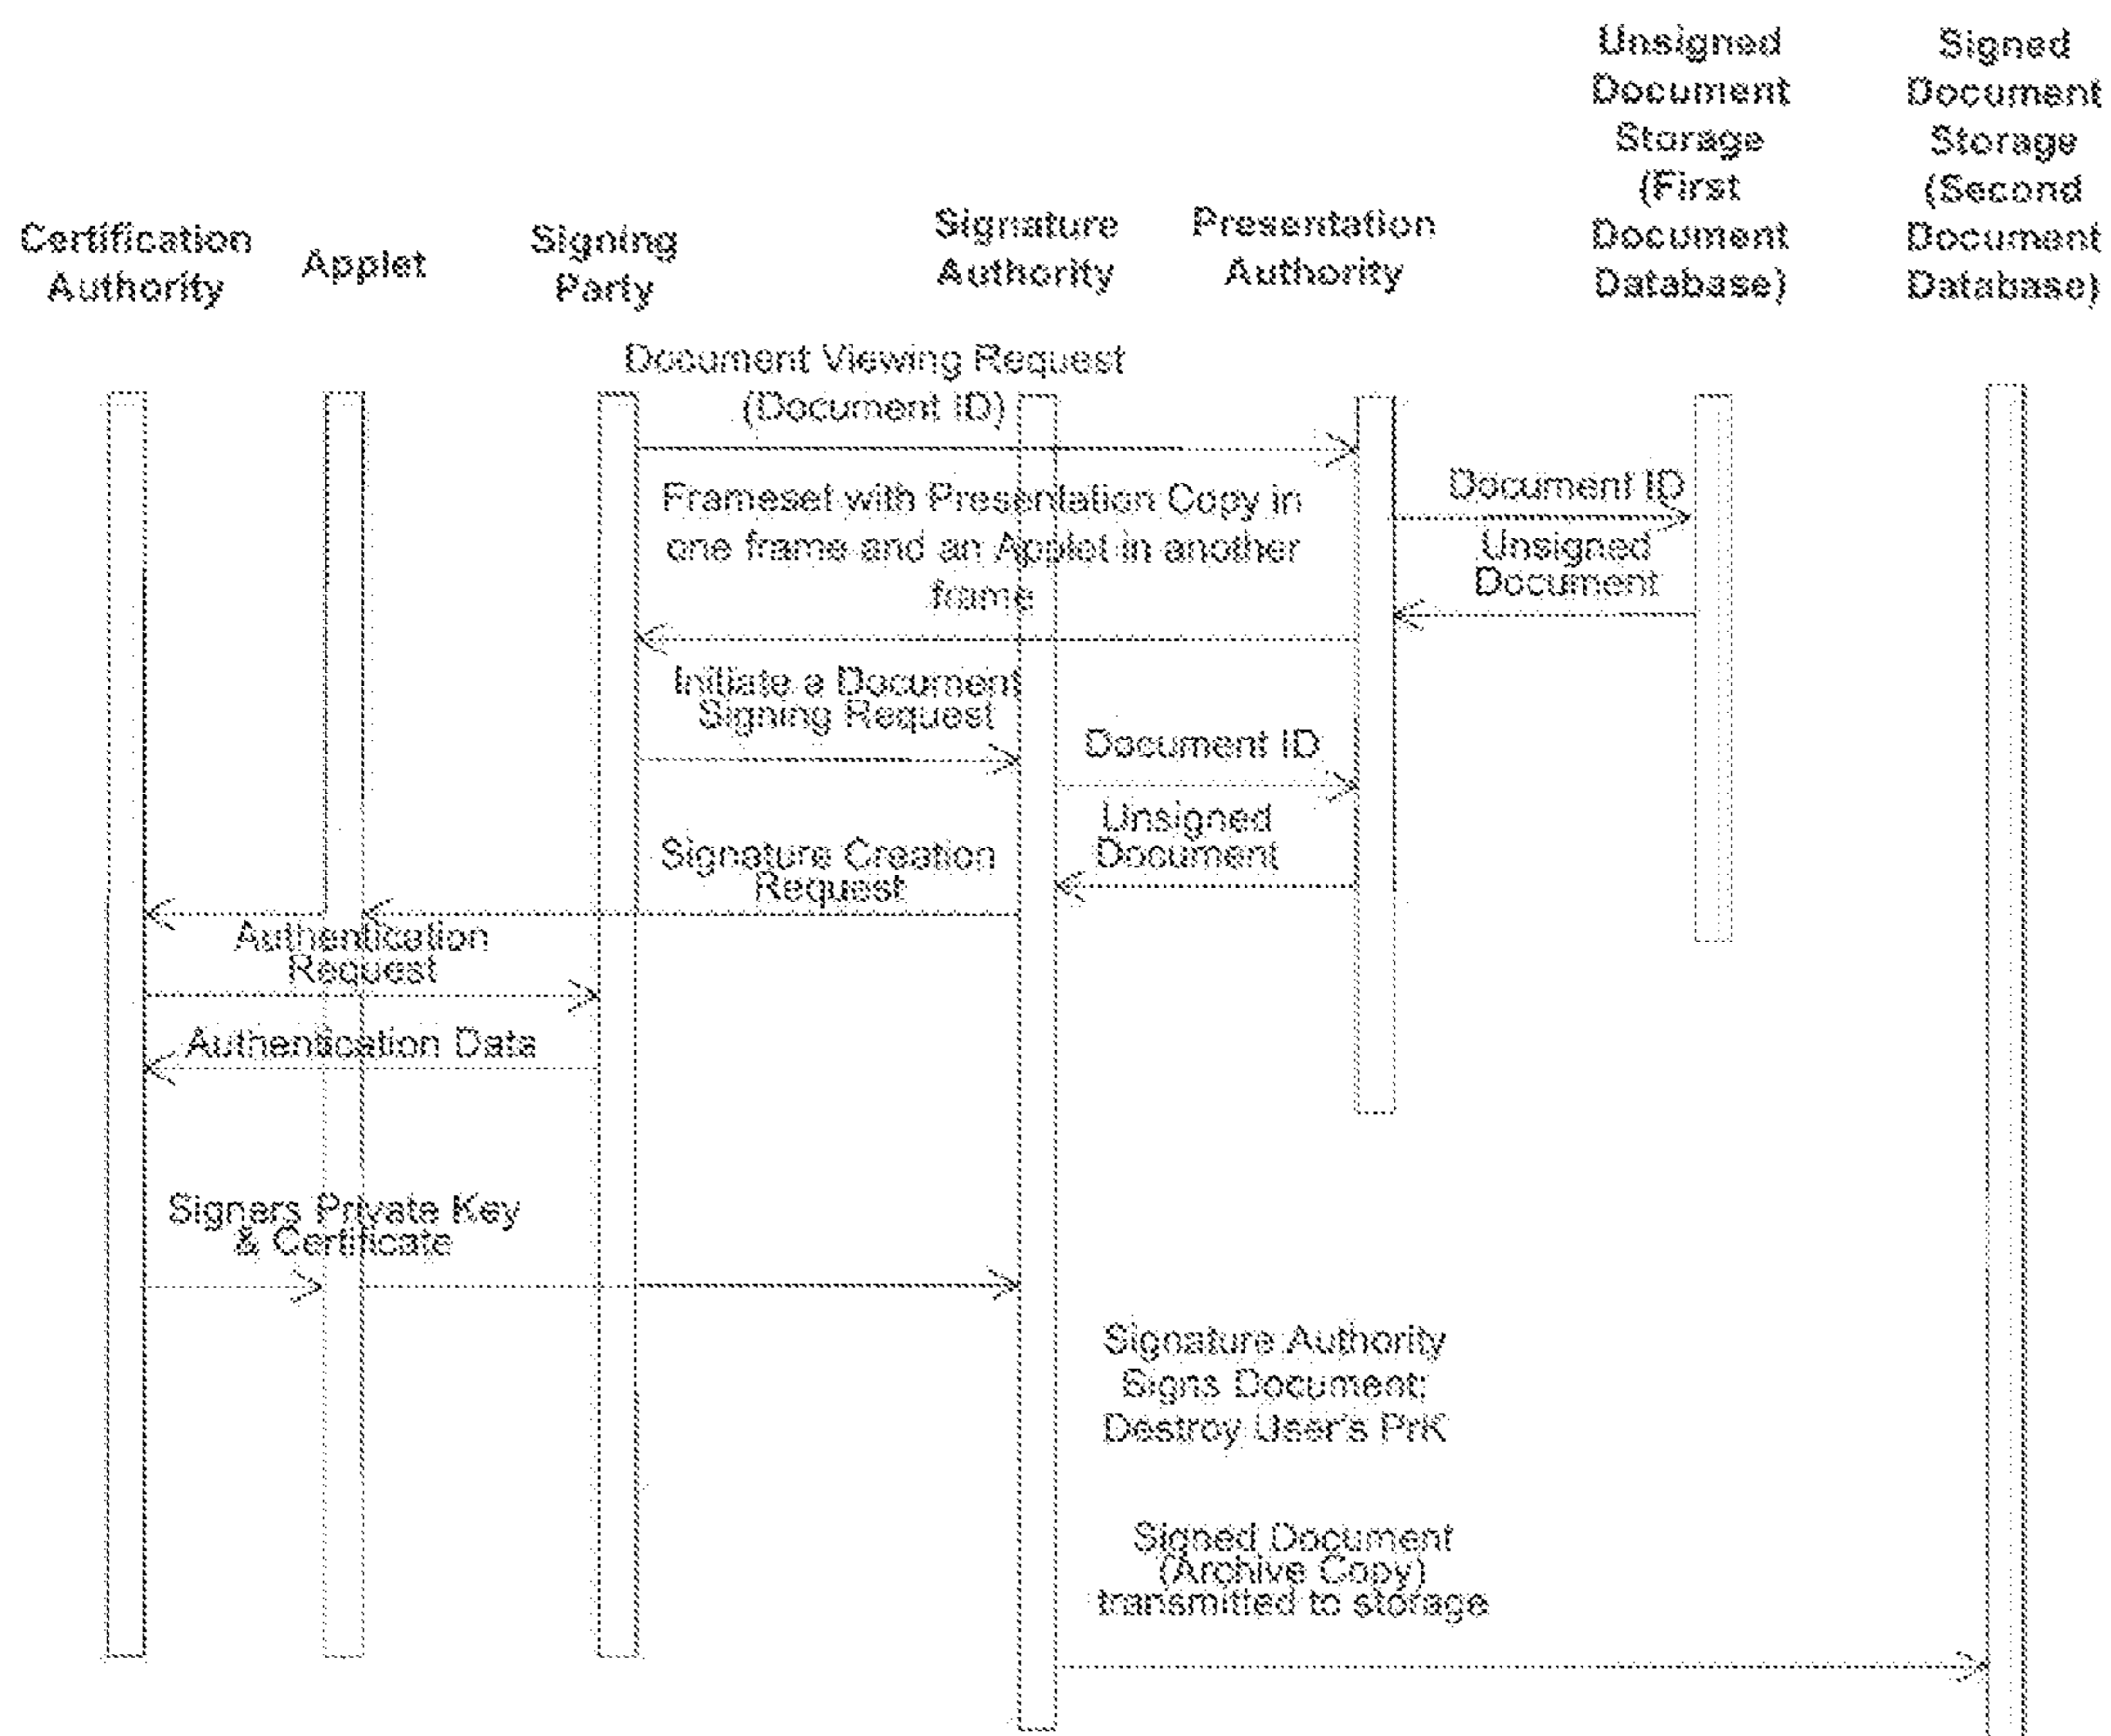 Certification
Authority
Applet
Signing
Party
Signature
Authority
Presentation
Authority
Unsigned
Document
Storage
(First
Document
Database)
Signed
Document
Storage
(Second
Document
Database)
Document Viewing Request
(Document ID)
Document ID
Unsigned
Document
Frameset with Presentation Copy in
one frame and an Applet in another
frame
Initiate a Document
Signing Request
Document ID
Unsigned
Document
Signature Creation
Request
Authentication
Request
Authentication Data
Signers Private Key
& Certificate
Signature Authority
Signs Document;
Destroy User's PrK
Signed Document
(Archive Copy)
transmitted to storage